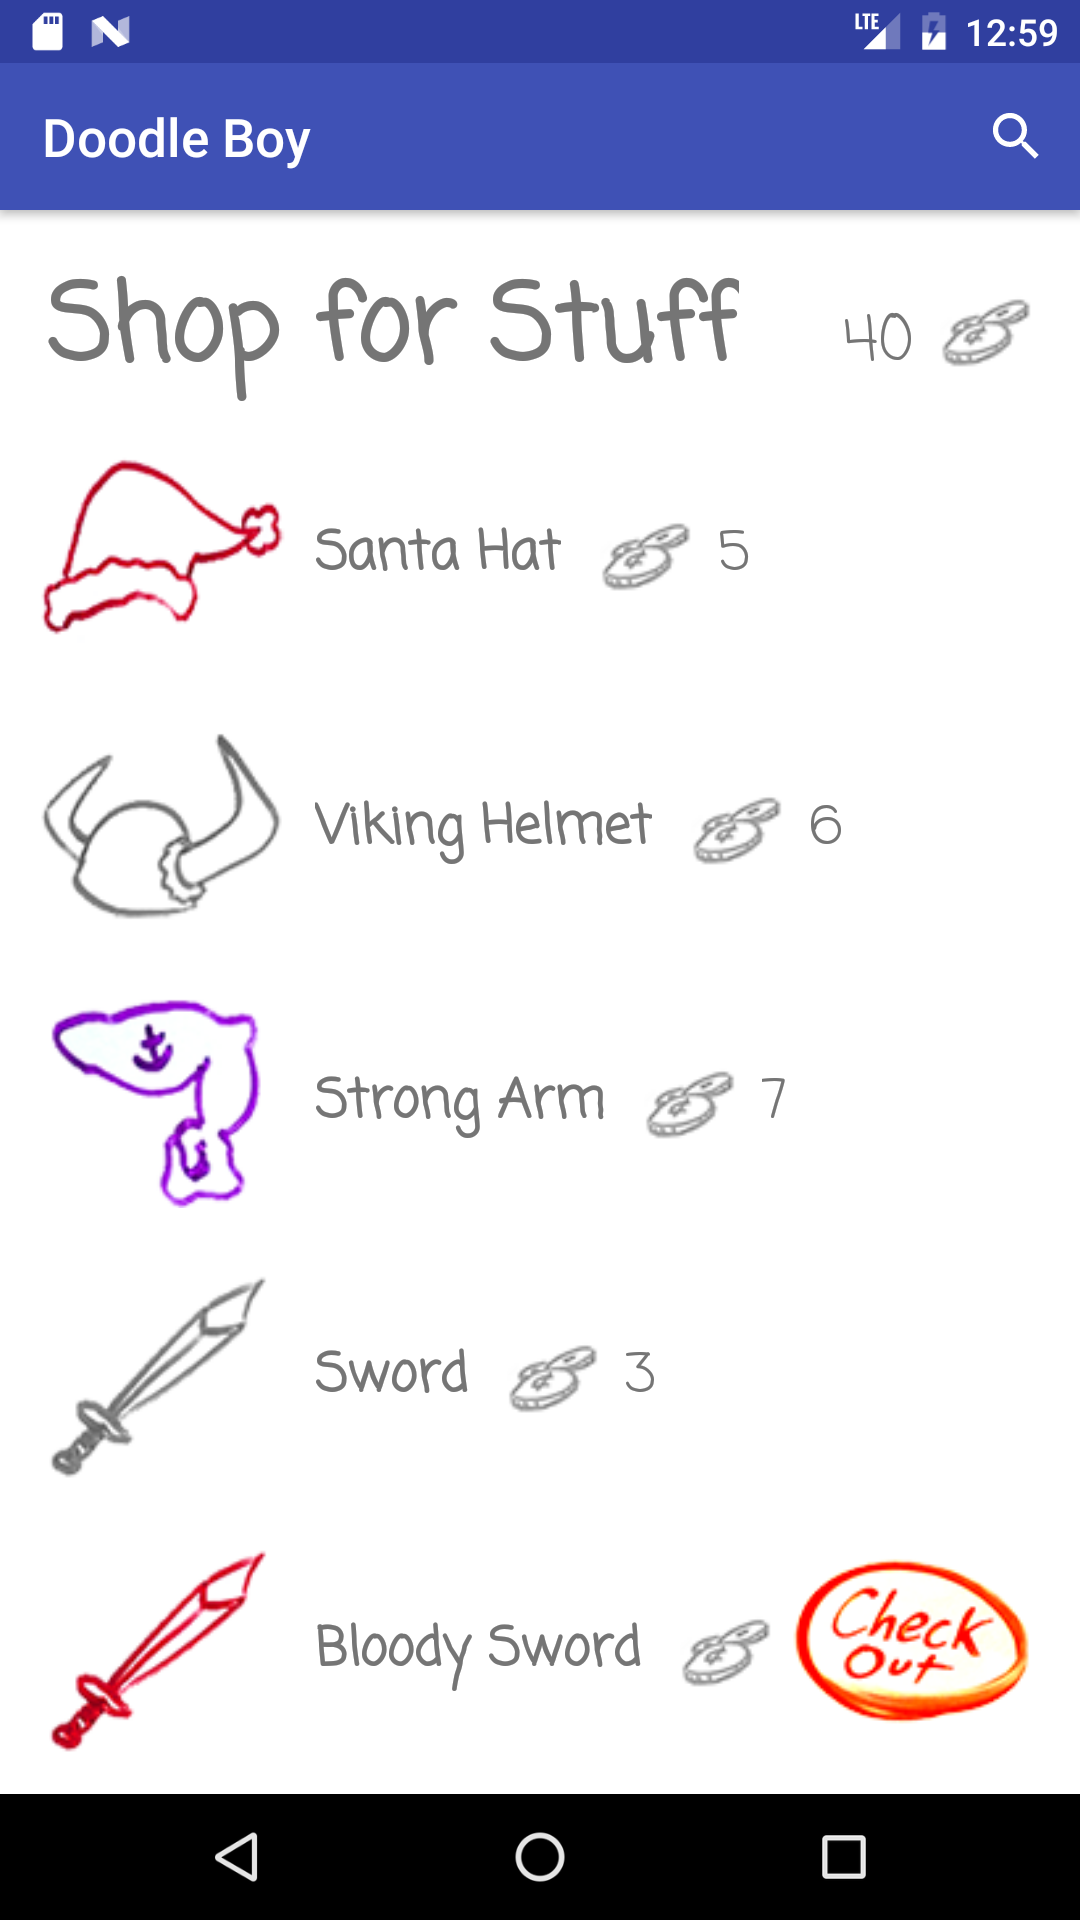 LTE 12:59
Doodle Boy
Shop for Stuff 40
Santa Hat 5
Viking Helmet 6
Strong Arm 7
Sword 3
Bloody Sword
Check
Out